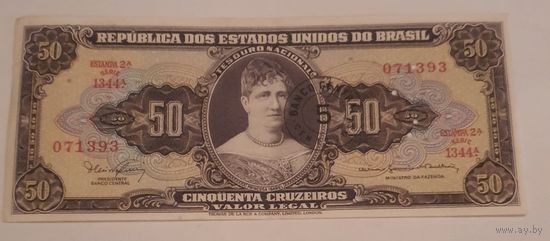 REPÚBLICA DOS ESTADOS UNIDOS DO BRASIL
TESOURO NACIONAL
50
50
ESTAMPA 2ª
SÉRIE
1344A
071393
50
50
BANCO
071393
ESTAMPA 2ª
SÉRIE
1344A
PRESIDENTE
BANCO CENTRAL
MINISTRO DA FAZENDA
50
50
CINQUENTA CRUZEIROS
VALOR LEGAL
THOMAS DE LA RUE & COMPANY, LIMITED, LONDON.
www.ay.by